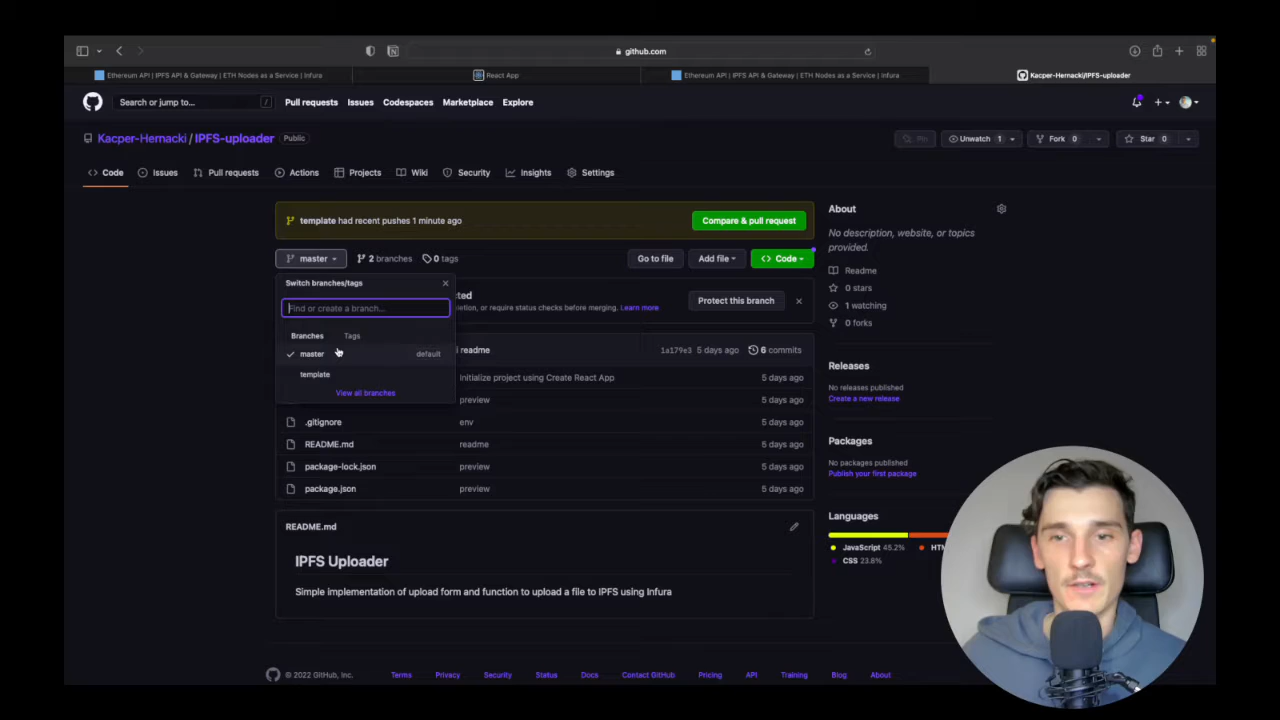 github.com
Ethereum API | IPFS API & Gateway | ETH Nodes as a Service | Infura
React App
Ethereum API | IPFS API & Gateway | ETH Nodes as a Service | Infura
Kacper-Hernacki/IPFS-uploader
Search or jump to...
/
Pull requests
Issues
Codespaces
Marketplace
Explore
Kacper-Hernacki / IPFS-uploader
Public
Pin
Unwatch 1
Fork 0
Star 0
Code
Issues
Pull requests
Actions
Projects
Wiki
Security
Insights
Settings
template had recent pushes 1 minute ago
Compare & pull request
master
2 branches
0 tags
Go to file
Add file
Code
Switch branches/tags
Find or create a branch...
Branches
Tags
master
default
template
View all branches
Protect this branch
Learn more
readme
1a179e3 5 days ago
6 commits
Initialize project using Create React App
5 days ago
preview
5 days ago
.gitignore
env
5 days ago
README.md
readme
5 days ago
package-lock.json
preview
5 days ago
package.json
preview
5 days ago
README.md
IPFS Uploader
Simple implementation of upload form and function to upload a file to IPFS using Infura
About
No description, website, or topics
provided.
Readme
0 stars
1 watching
0 forks
Releases
No releases published
Create a new release
Packages
No packages published
Publish your first package
Languages
JavaScript 45.2%
CSS 23.8%
© 2022 GitHub, Inc.
Terms
Privacy
Security
Status
Docs
Contact GitHub
Pricing
API
Training
Blog
About